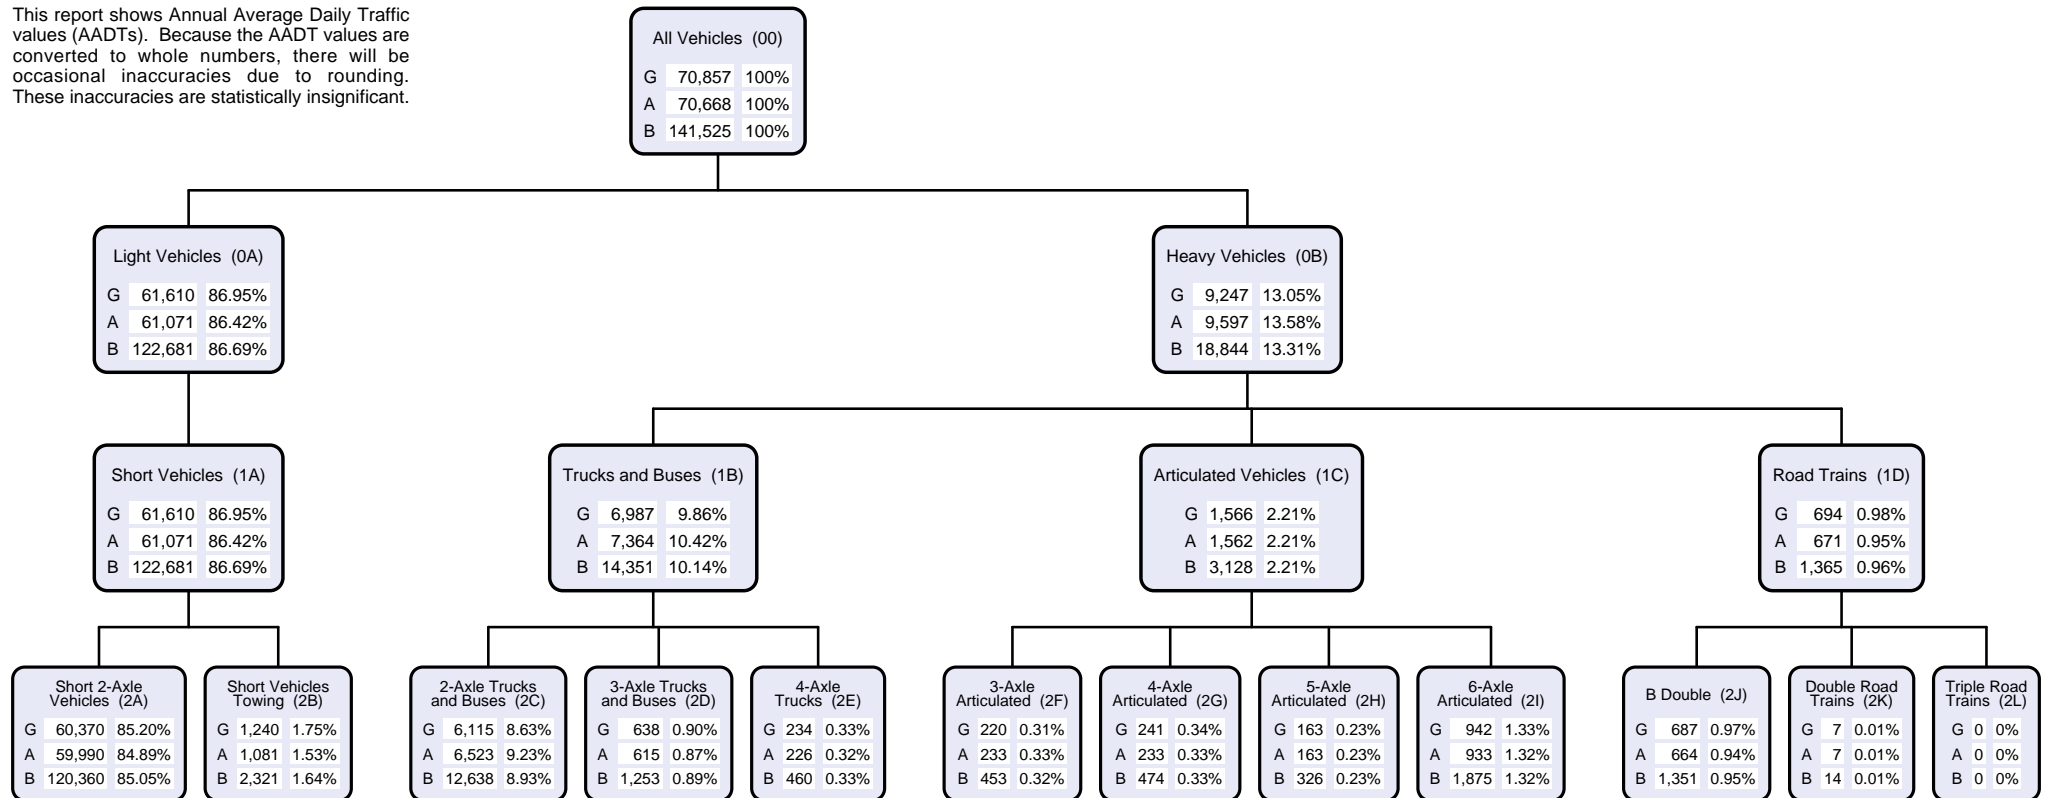 This report shows Annual Average Daily Traffic
values (AADTs). Because the AADT values are
converted to whole numbers, there will be
occasional inaccuracies due to rounding.
These inaccuracies are statistically insignificant.
All Vehicles (00)
G 70,857 100%
A 70,668 100%
B 141,525 100%
Light Vehicles (0A)
G 61,610 86.95%
A 61,071 86.42%
B 122,681 86.69%
Heavy Vehicles (0B)
G 9,247 13.05%
A 9,597 13.58%
B 18,844 13.31%
Short Vehicles (1A)
G 61,610 86.95%
A 61,071 86.42%
B 122,681 86.69%
Trucks and Buses (1B)
G 6,987 9.86%
A 7,364 10.42%
B 14,351 10.14%
Articulated Vehicles (1C)
G 1,566 2.21%
A 1,562 2.21%
B 3,128 2.21%
Road Trains (1D)
G 694 0.98%
A 671 0.95%
B 1,365 0.96%
Short 2-Axle
Vehicles (2A)
G 60,370 85.20%
A 59,990 84.89%
B 120,360 85.05%
Short Vehicles
Towing (2B)
G 1,240 1.75%
A 1,081 1.53%
B 2,321 1.64%
2-Axle Trucks
and Buses (2C)
G 6,115 8.63%
A 6,523 9.23%
B 12,638 8.93%
3-Axle Trucks
and Buses (2D)
G 638 0.90%
A 615 0.87%
B 1,253 0.89%
4-Axle
Trucks (2E)
G 234 0.33%
A 226 0.32%
B 460 0.33%
3-Axle
Articulated (2F)
G 220 0.31%
A 233 0.33%
B 453 0.32%
4-Axle
Articulated (2G)
G 241 0.34%
A 233 0.33%
B 474 0.33%
5-Axle
Articulated (2H)
G 163 0.23%
A 163 0.23%
B 326 0.23%
6-Axle
Articulated (2I)
G 942 1.33%
A 933 1.32%
B 1,875 1.32%
B Double (2J)
G 687 0.97%
A 664 0.94%
B 1,351 0.95%
Double Road
Trains (2K)
G 7 0.01%
A 7 0.01%
B 14 0.01%
Triple Road
Trains (2L)
G 0 0%
A 0 0%
B 0 0%